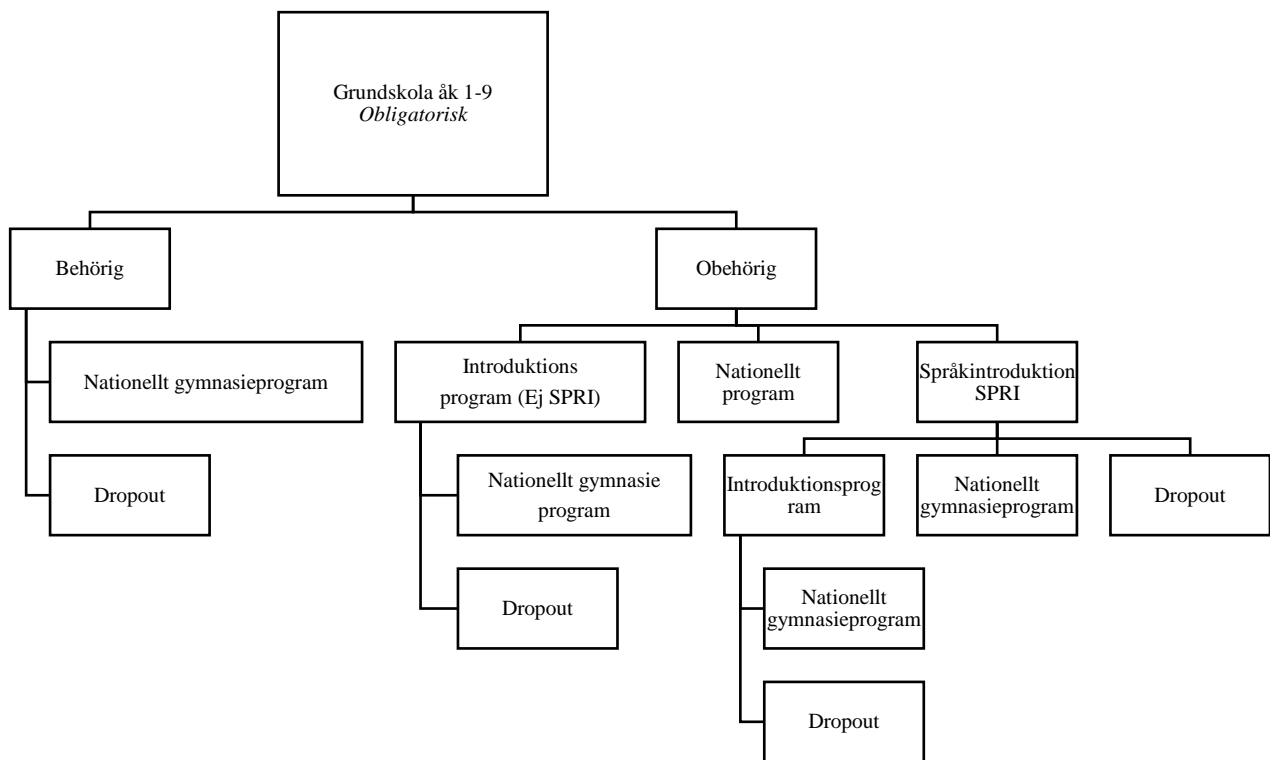 Grundskola åk 1-9
Obligatorisk
Behörig
Obehörig
Nationellt gymnasieprogram
Dropout
Introduktions
program (Ej SPRI)
Nationellt
program
Språkintroduktion
SPRI
Nationellt gymnasie
program
Dropout
Introduktionsprog
ram
Nationellt
gymnasieprogram
Dropout
Nationellt
gymnasieprogram
Dropout